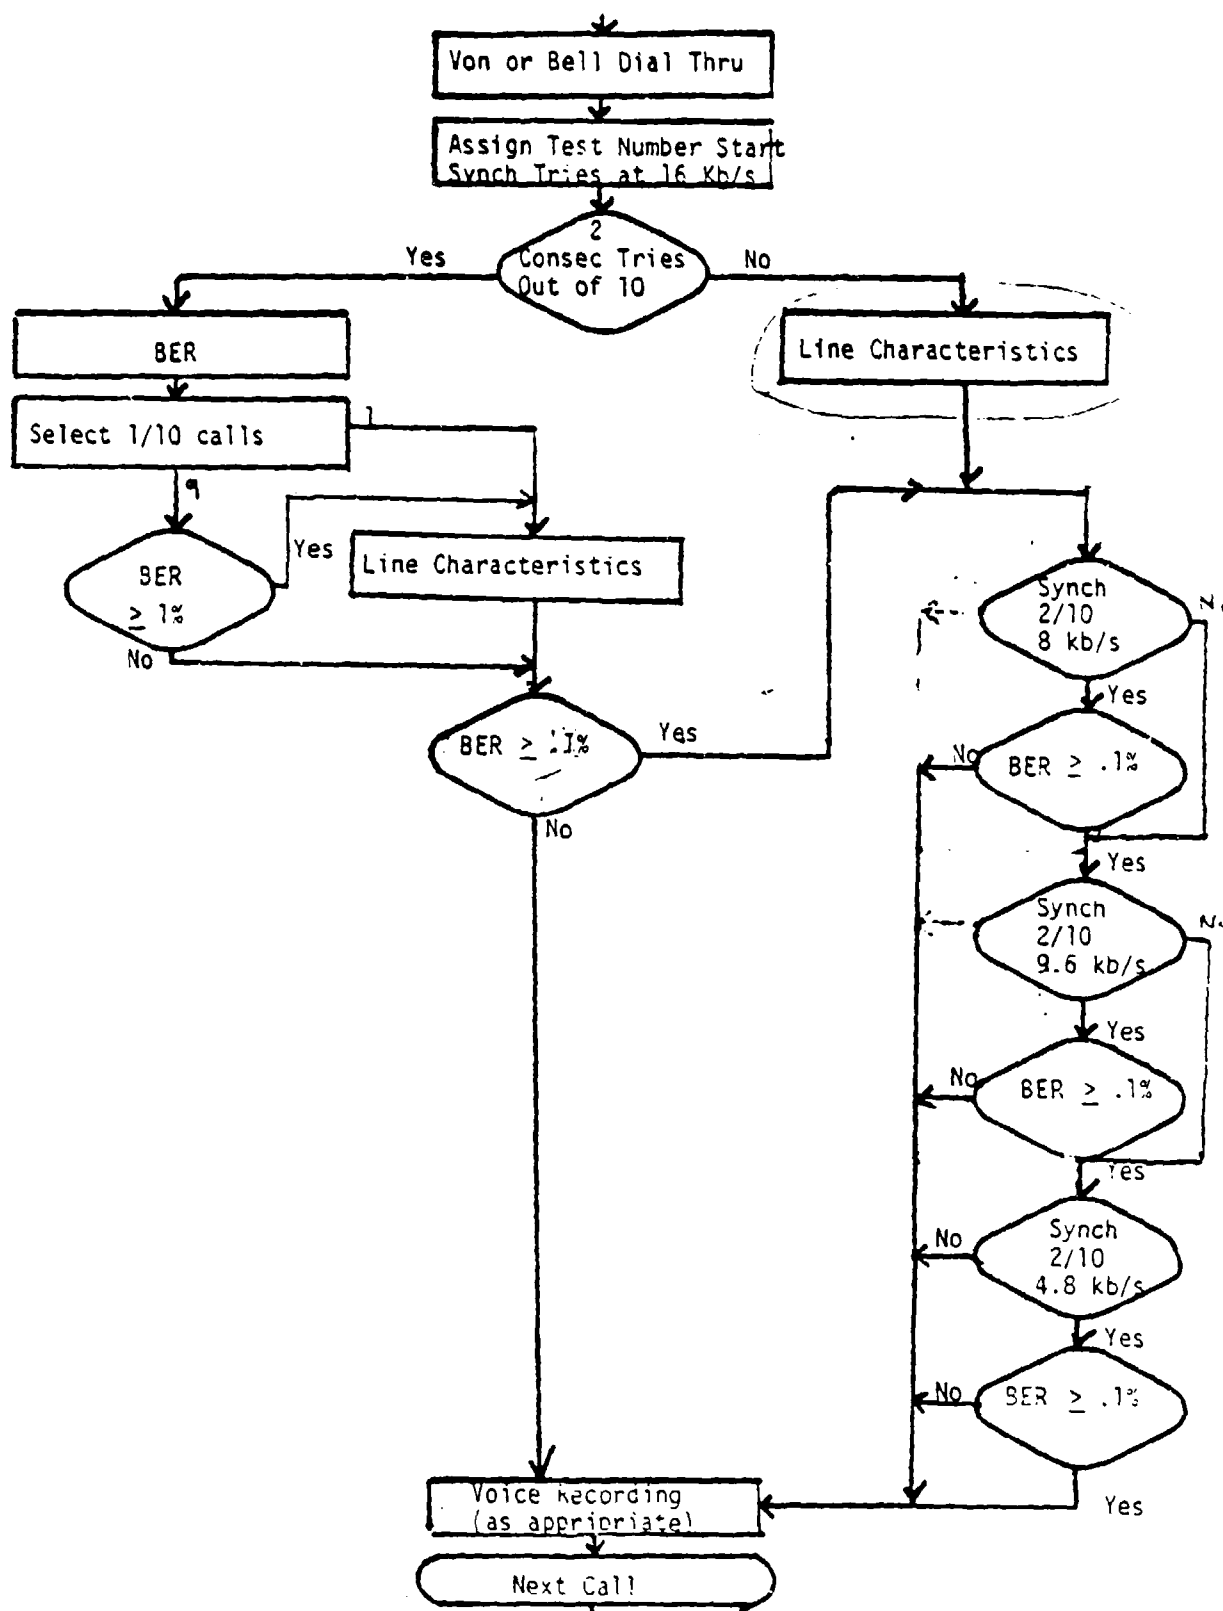 Von or Bell Dial Thru
Assign Test Number Start
Synch Tries at 16 Kb/s
2
Consec Tries
Out of 10
Yes
No
BER
Line Characteristics
Select 1/10 calls
1
9
BER
≥ 1%
Yes
No
Line Characteristics
BER ≥ .1%
Yes
No
Synch
2/10
8 kb/s
No
Yes
BER ≥ .1%
No
Yes
Synch
2/10
9.6 kb/s
No
Yes
BER ≥ .1%
No
Yes
Synch
2/10
4.8 kb/s
No
Yes
BER ≥ .1%
No
Yes
Voice Recording
(as appripriate)
Next Call